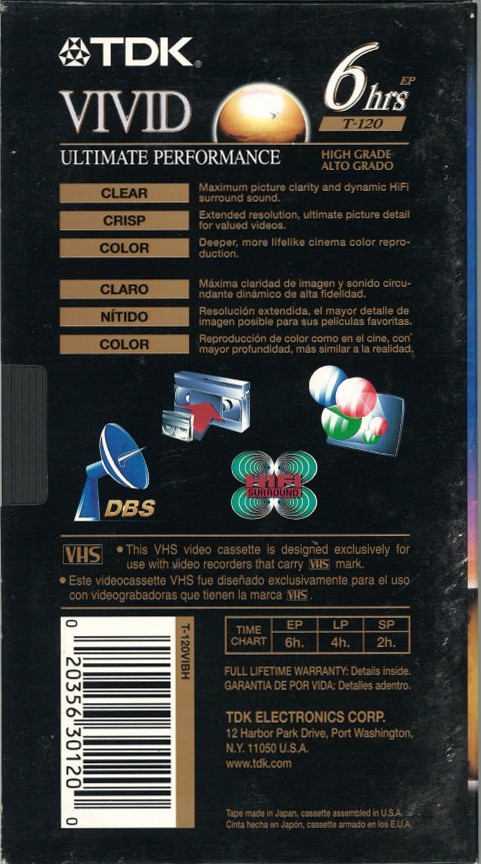 TDK®
6 hrs EP
T-120
VIVID
ULTIMATE PERFORMANCE
HIGH GRADE
ALTO GRADO
CLEAR
Maximum picture clarity and dynamic HiFi
surround sound.
CRISP
Extended resolution, ultimate picture detail
for valued videos.
COLOR
Deeper, more lifelike cinema color repro-
duction.
CLARO
Máxima claridad de imagen y sonido circu-
ndante dinámico de alta fidelidad.
NÍTIDO
Resolución extendida, el mayor detalle de
imagen posible para sus películas favoritas.
COLOR
Reproducción de color como en el cine, con
mayor profundidad, más similar a la realidad.
DBS
HiFi
SURROUND
VHS
• This VHS video cassette is designed exclusively for
use with video recorders that carry VHS mark.
• Este videocassette VHS fue diseñado exclusivamente para el uso
con videograbadoras que tienen la marca VHS.
TIME CHART
EP LP SP
6h. 4h. 2h.
FULL LIFETIME WARRANTY: Details inside.
GARANTIA DE POR VIDA: Detalles adentro.
TDK ELECTRONICS CORP.
12 Harbor Park Drive, Port Washington,
N.Y. 11050 U.S.A.
www.tdk.com
Tape made in Japan, cassette assembled in U.S.A.
Cinta hecha en Japón, cassette armado en los E.U.A.
T-120VIBH
0 20356 30120 0